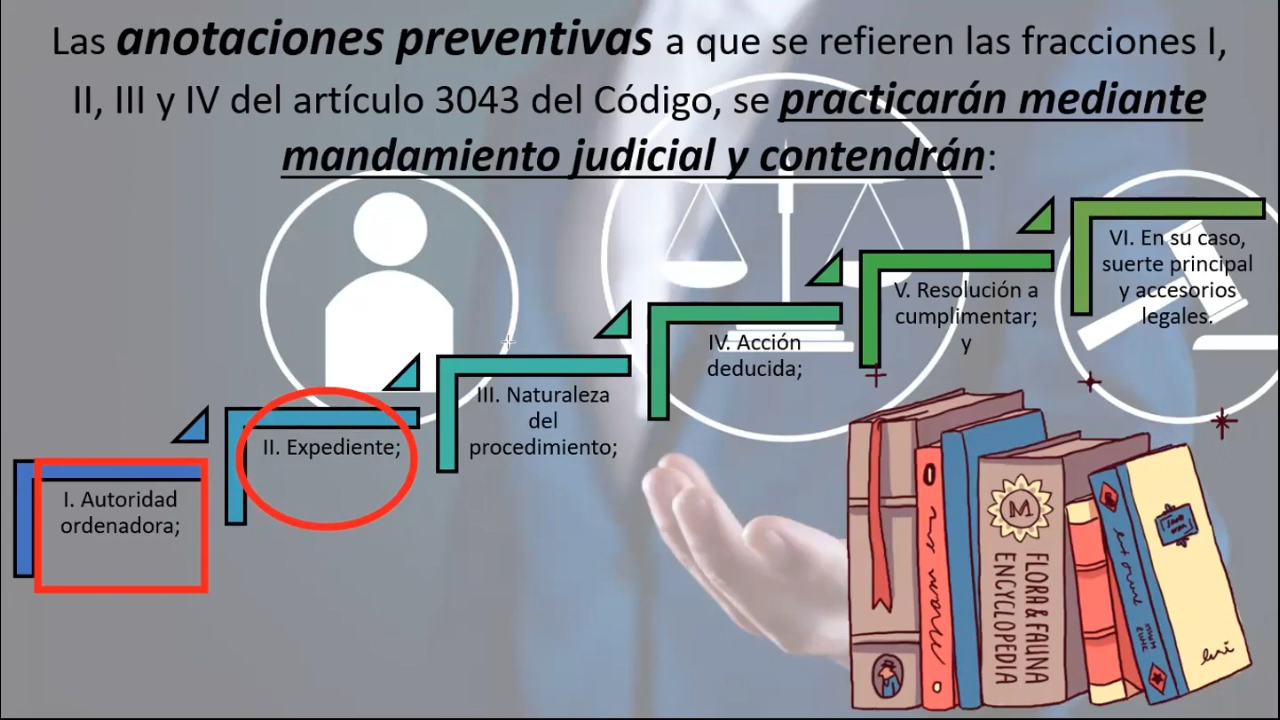 Las anotaciones preventivas a que se refieren las fracciones I,
II, III y IV del artículo 3043 del Código, se practicarán mediante
mandamiento judicial y contendrán:
I. Autoridad
ordenadora;
II. Expediente;
III. Naturaleza
del
procedimiento;
IV. Acción
deducida;
V. Resolución a
cumplimentar;
y
VI. En su caso,
suerte principal
y accesorios
legales.
M
FLORA & FAUNA
ENCYCLOPEDIA